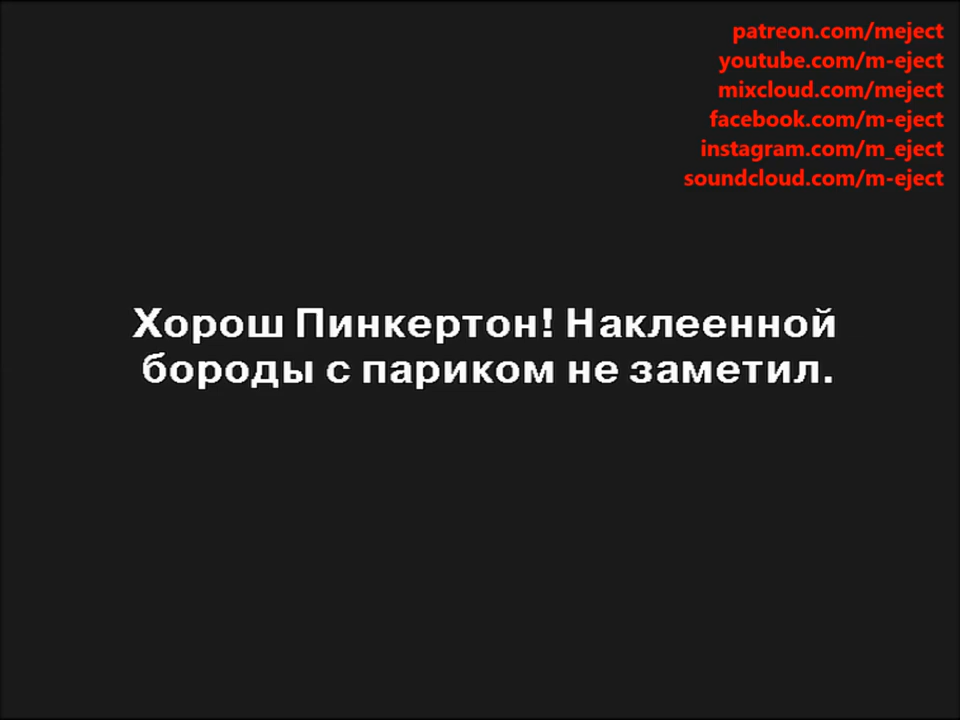 patreon.com/meject
youtube.com/m-eject
mixcloud.com/meject
facebook.com/m-eject
instagram.com/m_eject
soundcloud.com/m-eject
Хорош Пинкертон! Наклеенной
бороды с париком не заметил.